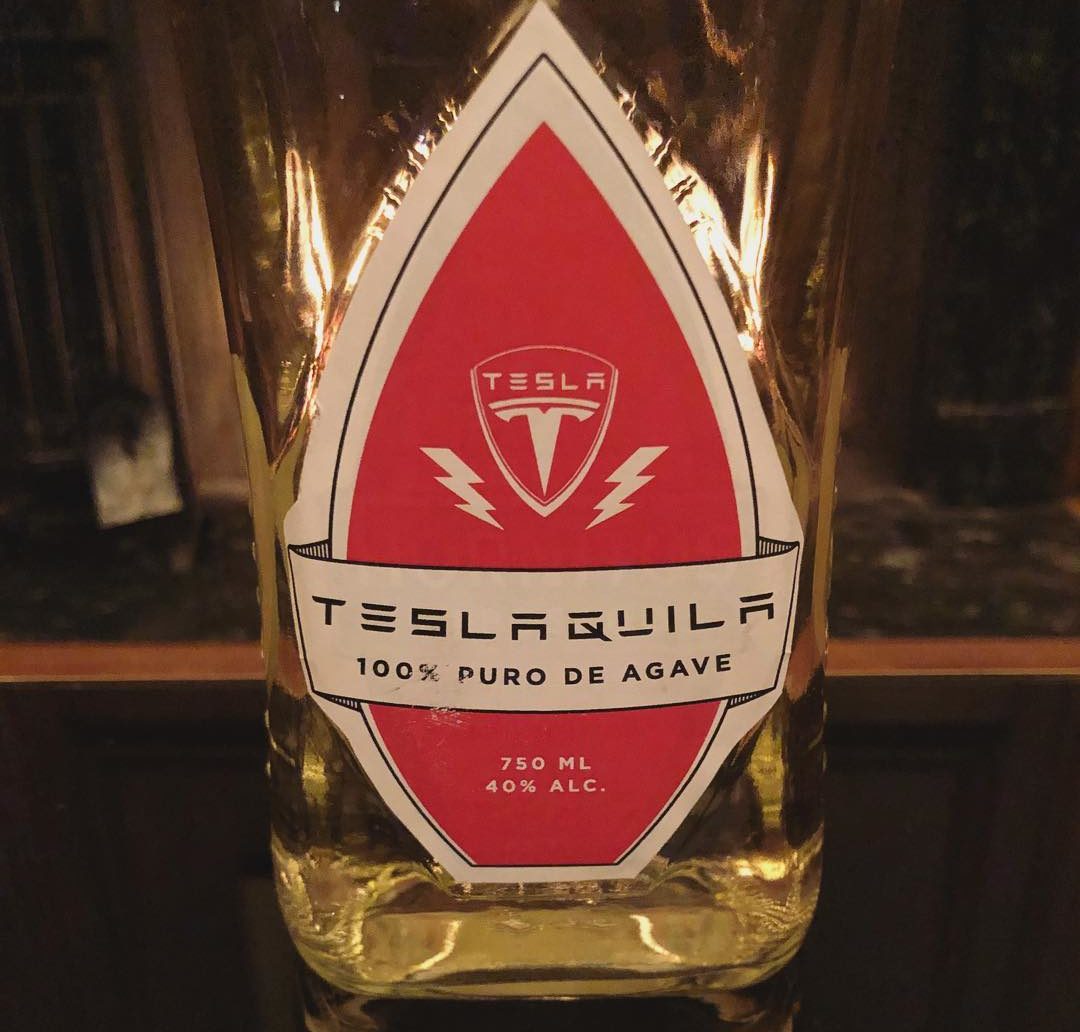 TESLA
TESLAQUILA
100% PURO DE AGAVE
750 ML
40% ALC.